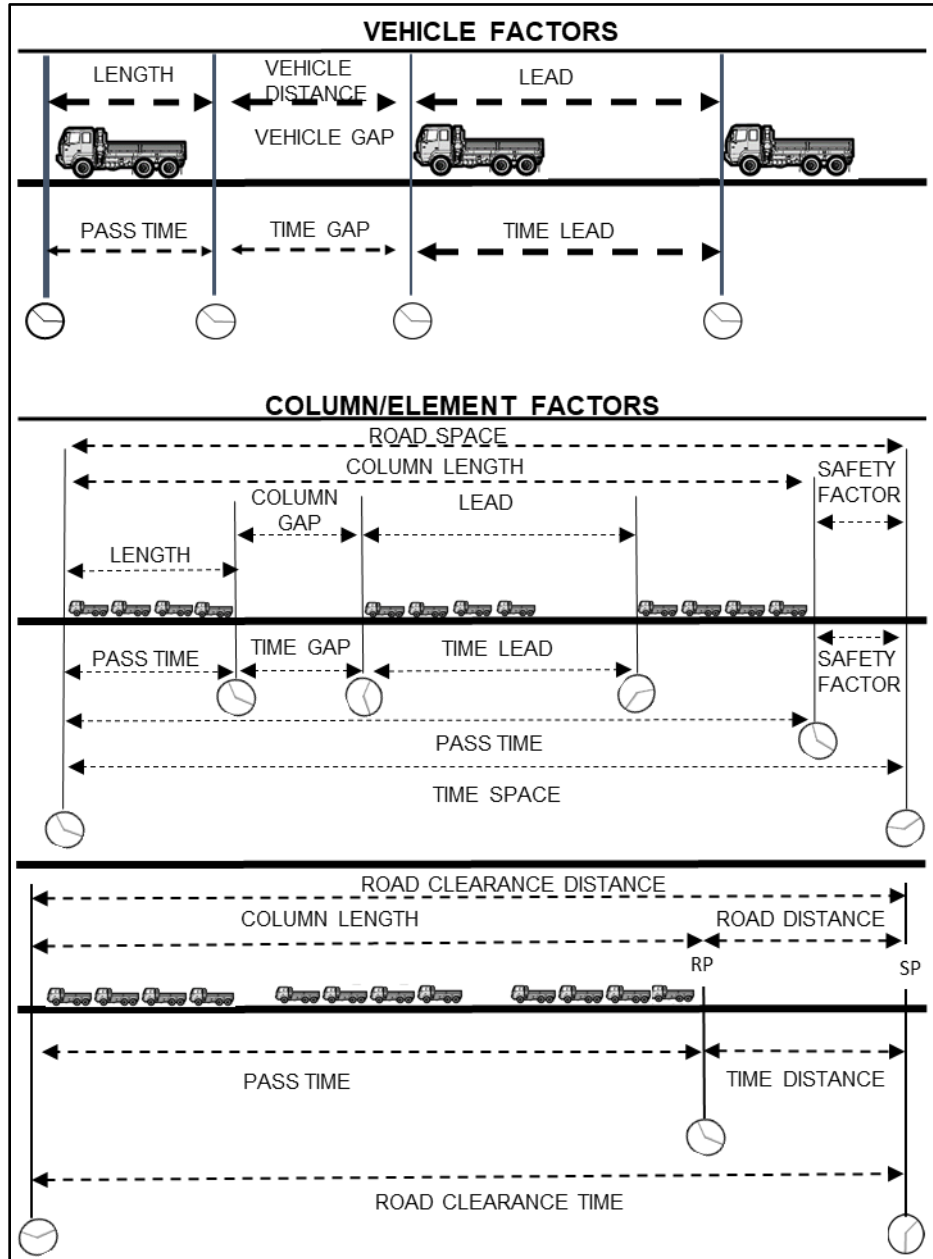 VEHICLE FACTORS
LENGTH
VEHICLE
DISTANCE
LEAD
VEHICLE GAP
PASS TIME
TIME GAP
TIME LEAD
COLUMN/ELEMENT FACTORS
ROAD SPACE
COLUMN LENGTH
SAFETY
FACTOR
COLUMN
GAP
LEAD
LENGTH
PASS TIME
TIME GAP
TIME LEAD
SAFETY
FACTOR
PASS TIME
TIME SPACE
ROAD CLEARANCE DISTANCE
COLUMN LENGTH
ROAD DISTANCE
RP
SP
PASS TIME
TIME DISTANCE
ROAD CLEARANCE TIME